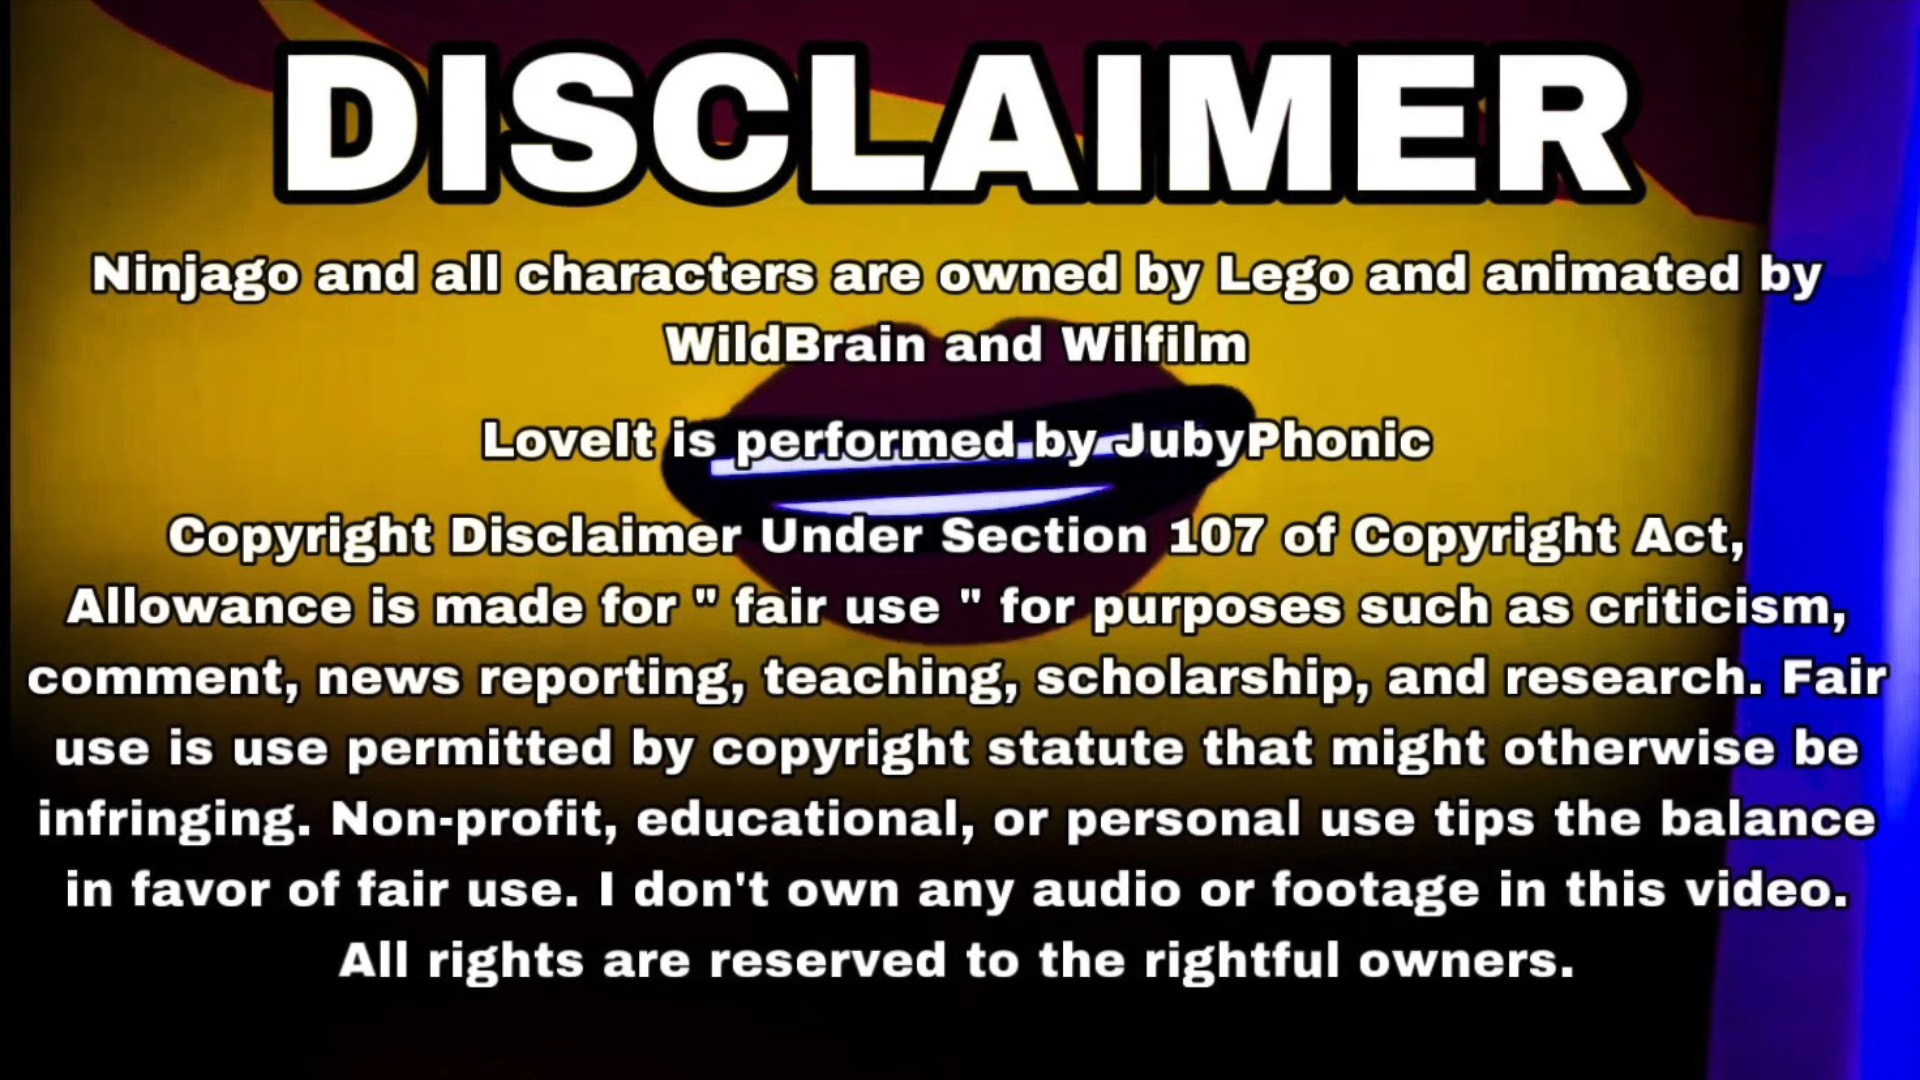 DISCLAIMER
Ninjago and all characters are owned by Lego and animated by
WildBrain and Wilfilm
LoveIt is performed by JubyPhonic
Copyright Disclaimer Under Section 107 of Copyright Act,
Allowance is made for " fair use " for purposes such as criticism,
comment, news reporting, teaching, scholarship, and research. Fair
use is use permitted by copyright statute that might otherwise be
infringing. Non-profit, educational, or personal use tips the balance
in favor of fair use. I don't own any audio or footage in this video.
All rights are reserved to the rightful owners.